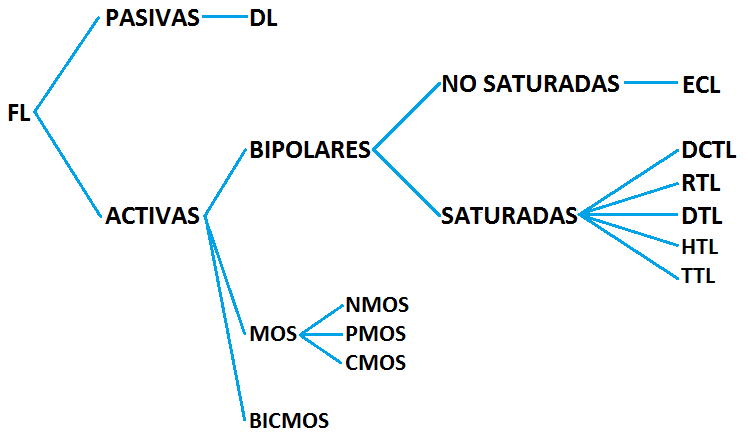 FL
PASIVAS
DL
ACTIVAS
BIPOLARES
NO SATURADAS
ECL
SATURADAS
DCTL
RTL
DTL
HTL
TTL
MOS
NMOS
PMOS
CMOS
BICMOS